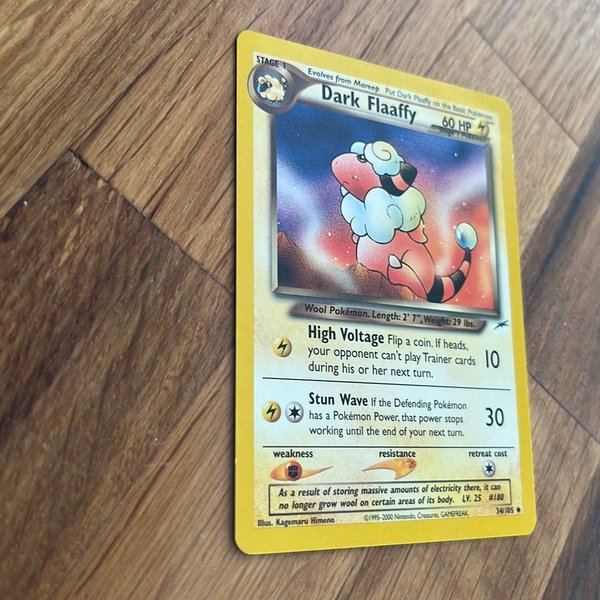 STAGE 1
Evolves from Mareep Put Dark Flaaffy on the Basic Pokémon
Dark Flaaffy
60 HP
Wool Pokémon. Length: 2' 7", Weight: 29 lbs.
High Voltage Flip a coin. If heads,
your opponent can't play Trainer cards
during his or her next turn.
10
Stun Wave If the Defending Pokémon
has a Pokémon Power, that power stops
working until the end of your next turn.
30
weakness resistance retreat cost
As a result of storing massive amounts of electricity there, it can
no longer grow wool on certain areas of its body. LV. 25 #180
Illus. Kagemaru Himeno ©1995-2000 Nintendo, Creatures, GAMEFREAK. 34/105